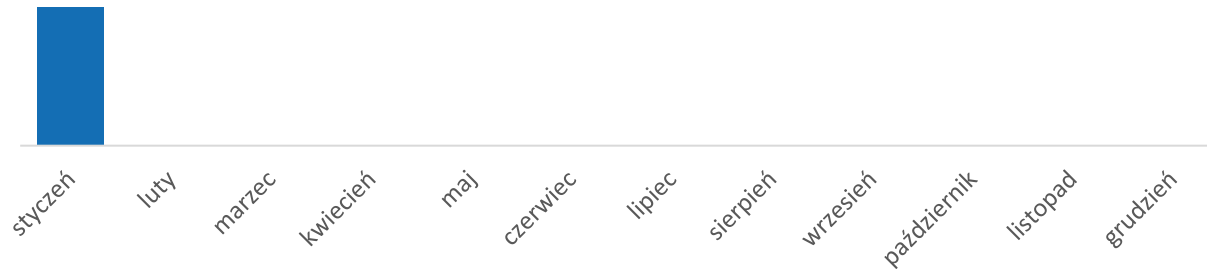 styczeń
luty
marzec
kwiecień
maj
czerwiec
lipiec
sierpień
wrzesień
październik
listopad
grudzień